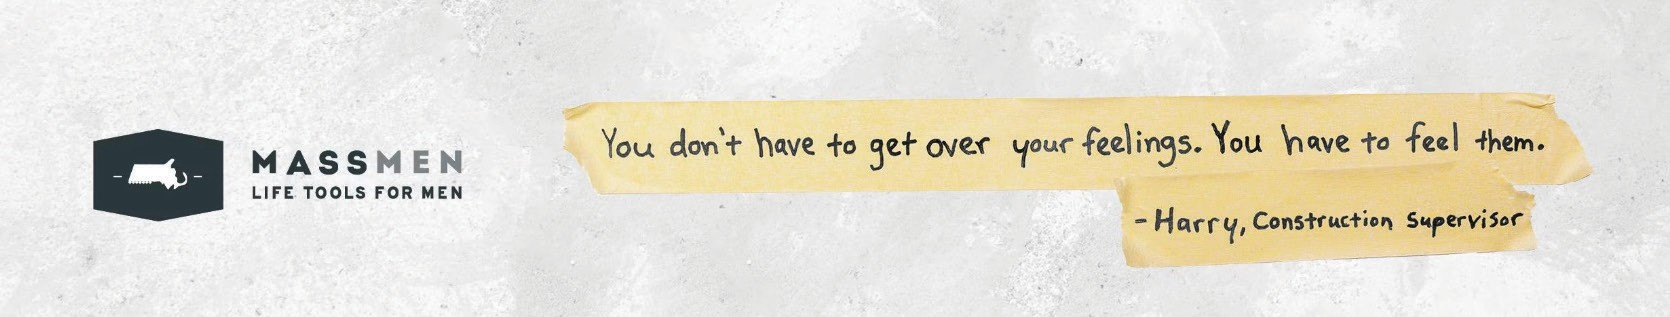 MASSMEN
LIFE TOOLS FOR MEN
You don't have to get over your feelings. You have to feel them.
- Harry, Construction Supervisor